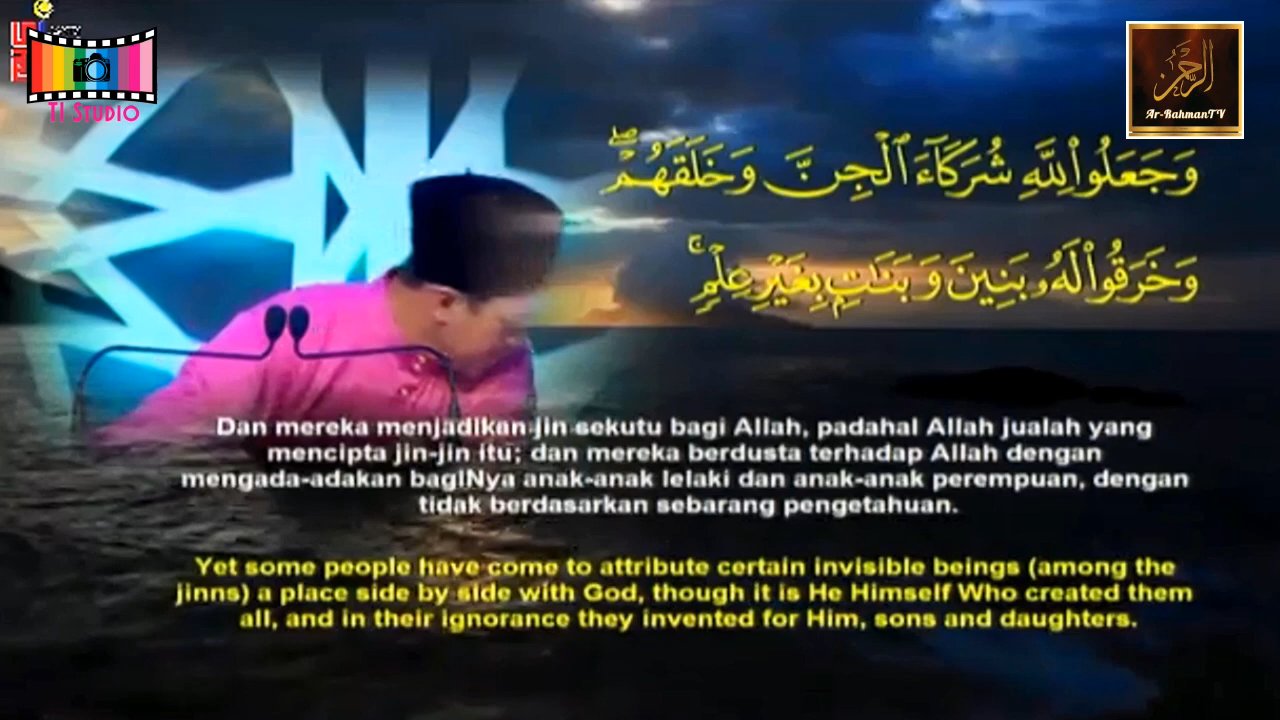 TI STUDIO
الرحمن
Ar-RahmanTV
وَجَعَلُوا۟ لِلَّهِ شُرَكَآءَ ٱلْجِنَّ وَخَلَقَهُمْ ۖ
وَخَرَقُوا۟ لَهُۥ بَنِينَ وَبَنَـٰتٍۭ بِغَيْرِ عِلْمٍ ۚ
Dan mereka menjadikan jin sekutu bagi Allah, padahal Allah jualah yang
mencipta jin-jin itu; dan mereka berdusta terhadap Allah dengan
mengada-adakan bagiNya anak-anak lelaki dan anak-anak perempuan, dengan
tidak berdasarkan sebarang pengetahuan.
Yet some people have come to attribute certain invisible beings (among the
jinns) a place side by side with God, though it is He Himself Who created them
all, and in their ignorance they invented for Him, sons and daughters.